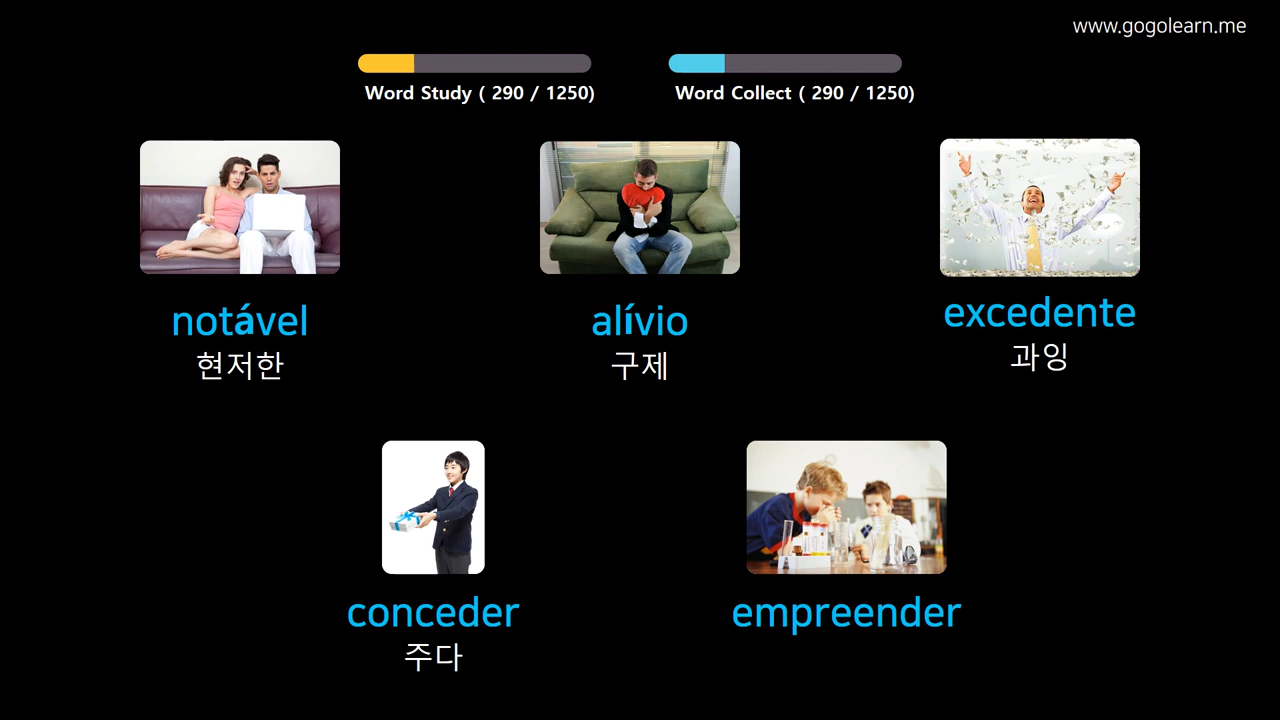 www.gogolearn.me
Word Study ( 290 / 1250)
Word Collect ( 290 / 1250)
notável
현저한
alívio
구제
excedente
과잉
conceder
주다
empreender